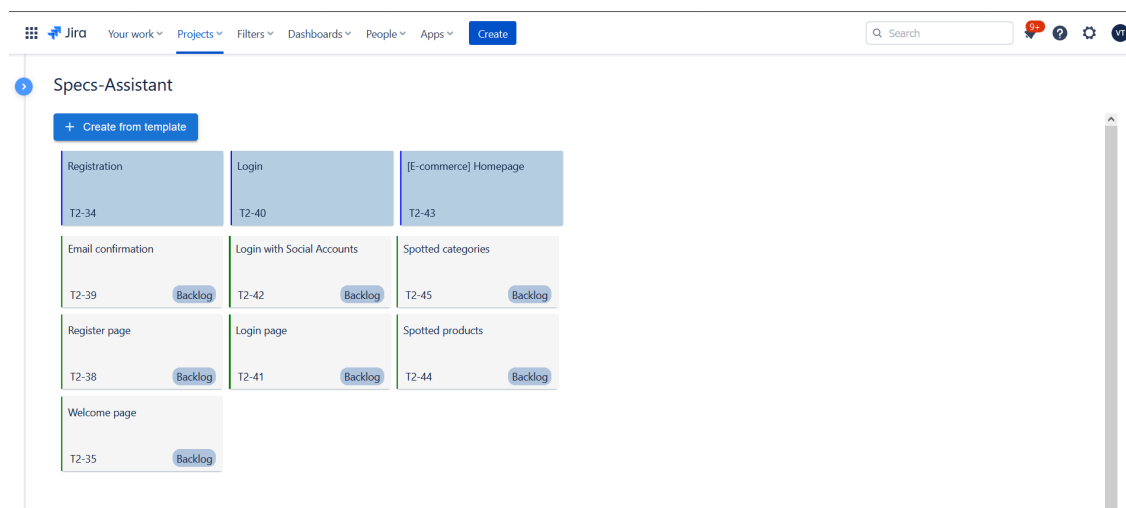 Jira Your work Projects Filters Dashboards People Apps Create Search 9+ ? VT
Specs-Assistant
+ Create from template
Registration Login [E-commerce] Homepage
T2-34 T2-40 T2-43
Email confirmation Login with Social Accounts Spotted categories
T2-39 Backlog T2-42 Backlog T2-45 Backlog
Register page Login page Spotted products
T2-38 Backlog T2-41 Backlog T2-44 Backlog
Welcome page
T2-35 Backlog